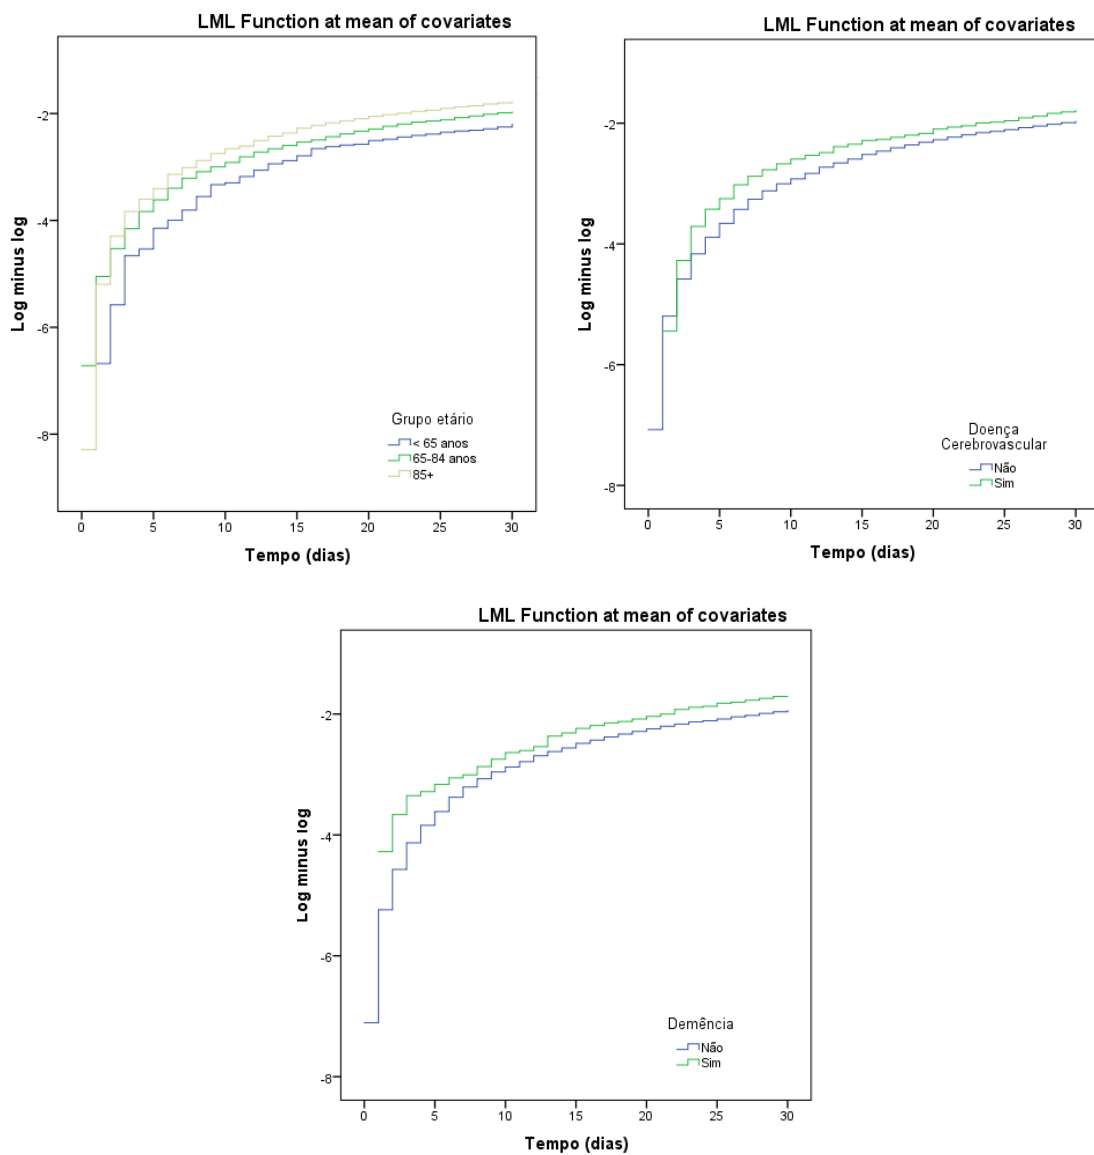 LML Function at mean of covariates
Log minus log
-2
-4
-6
-8
Grupo etário
< 65 anos
65-84 anos
85+
0 5 10 15 20 25 30
Tempo (dias)
LML Function at mean of covariates
Log minus log
-2
-4
-6
-8
Doença
Cerebrovascular
Não
Sim
0 5 10 15 20 25 30
Tempo (dias)
LML Function at mean of covariates
Log minus log
-2
-4
-6
-8
Demência
Não
Sim
0 5 10 15 20 25 30
Tempo (dias)